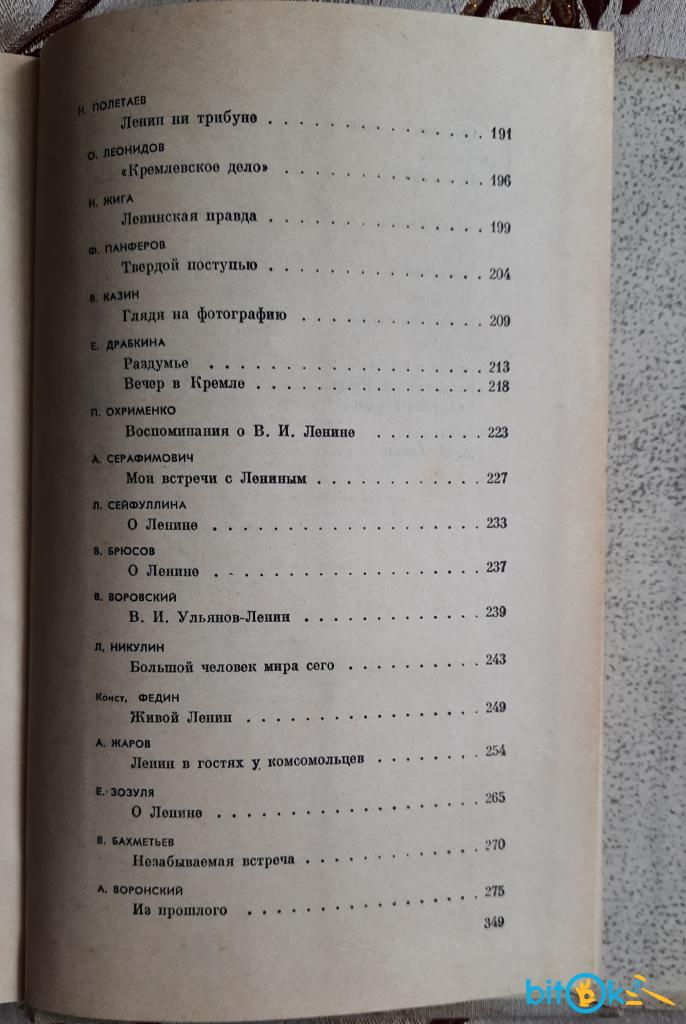 Н. ПОЛЕТАЕВ
Ленин ни трибуне . . . . . . . . . . . . . . 191
О. ЛЕОНИДОВ
«Кремлевское дело» . . . . . . . . . . . . . 196
И. ЖИГА
Ленинская правда . . . . . . . . . . . . . . 199
Ф. ПАНФЕРОВ
Твердой поступью . . . . . . . . . . . . . . 204
В. КАЗИН
Глядя на фотографию . . . . . . . . . . . . 209
Е. ДРАБКИНА
Раздумье . . . . . . . . . . . . . . . . . 213
Вечер в Кремле . . . . . . . . . . . . . . . 218
П. ОХРИМЕНКО
Воспоминания о В. И. Ленине . . . . . . . . 223
А. СЕРАФИМОВИЧ
Мои встречи с Лениным . . . . . . . . . . . 227
Л. СЕЙФУЛЛИНА
О Ленине . . . . . . . . . . . . . . . . . 233
В. БРЮСОВ
О Ленине . . . . . . . . . . . . . . . . . 237
В. ВОРОВСКИЙ
В. И. Ульянов-Ленин . . . . . . . . . . . . 239
Л, НИКУЛИН
Большой человек мира сего . . . . . . . . . 243
Конст, ФЕДИН
Живой Ленин . . . . . . . . . . . . . . . . 249
А. ЖАРОВ
Ленин в гостях у комсомольцев . . . . . . . 254
Е. ЗОЗУЛЯ
О Ленине . . . . . . . . . . . . . . . . . 265
В. БАХМЕТЬЕВ
Незабываемая встреча . . . . . . . . . . . . 270
А. ВОРОНСКИЙ
Из прошлого . . . . . . . . . . . . . . . . 275
349
bitOk